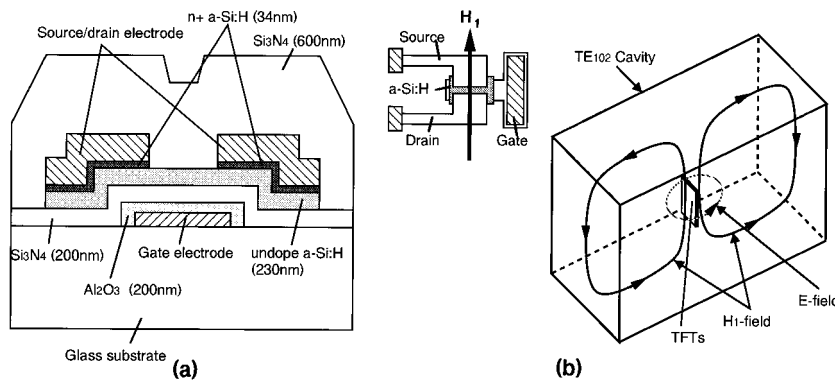 (a)
n+ a-Si:H (34nm)
Source/drain electrode
Si3N4 (600nm)
Si3N4 (200nm)
Gate electrode
undope a-Si:H
(230nm)
Al2O3 (200nm)
Glass substrate
(a)
H1
Source
a-Si:H
Drain
Gate
TE102 Cavity
E-field
H1-field
TFTs
(b)